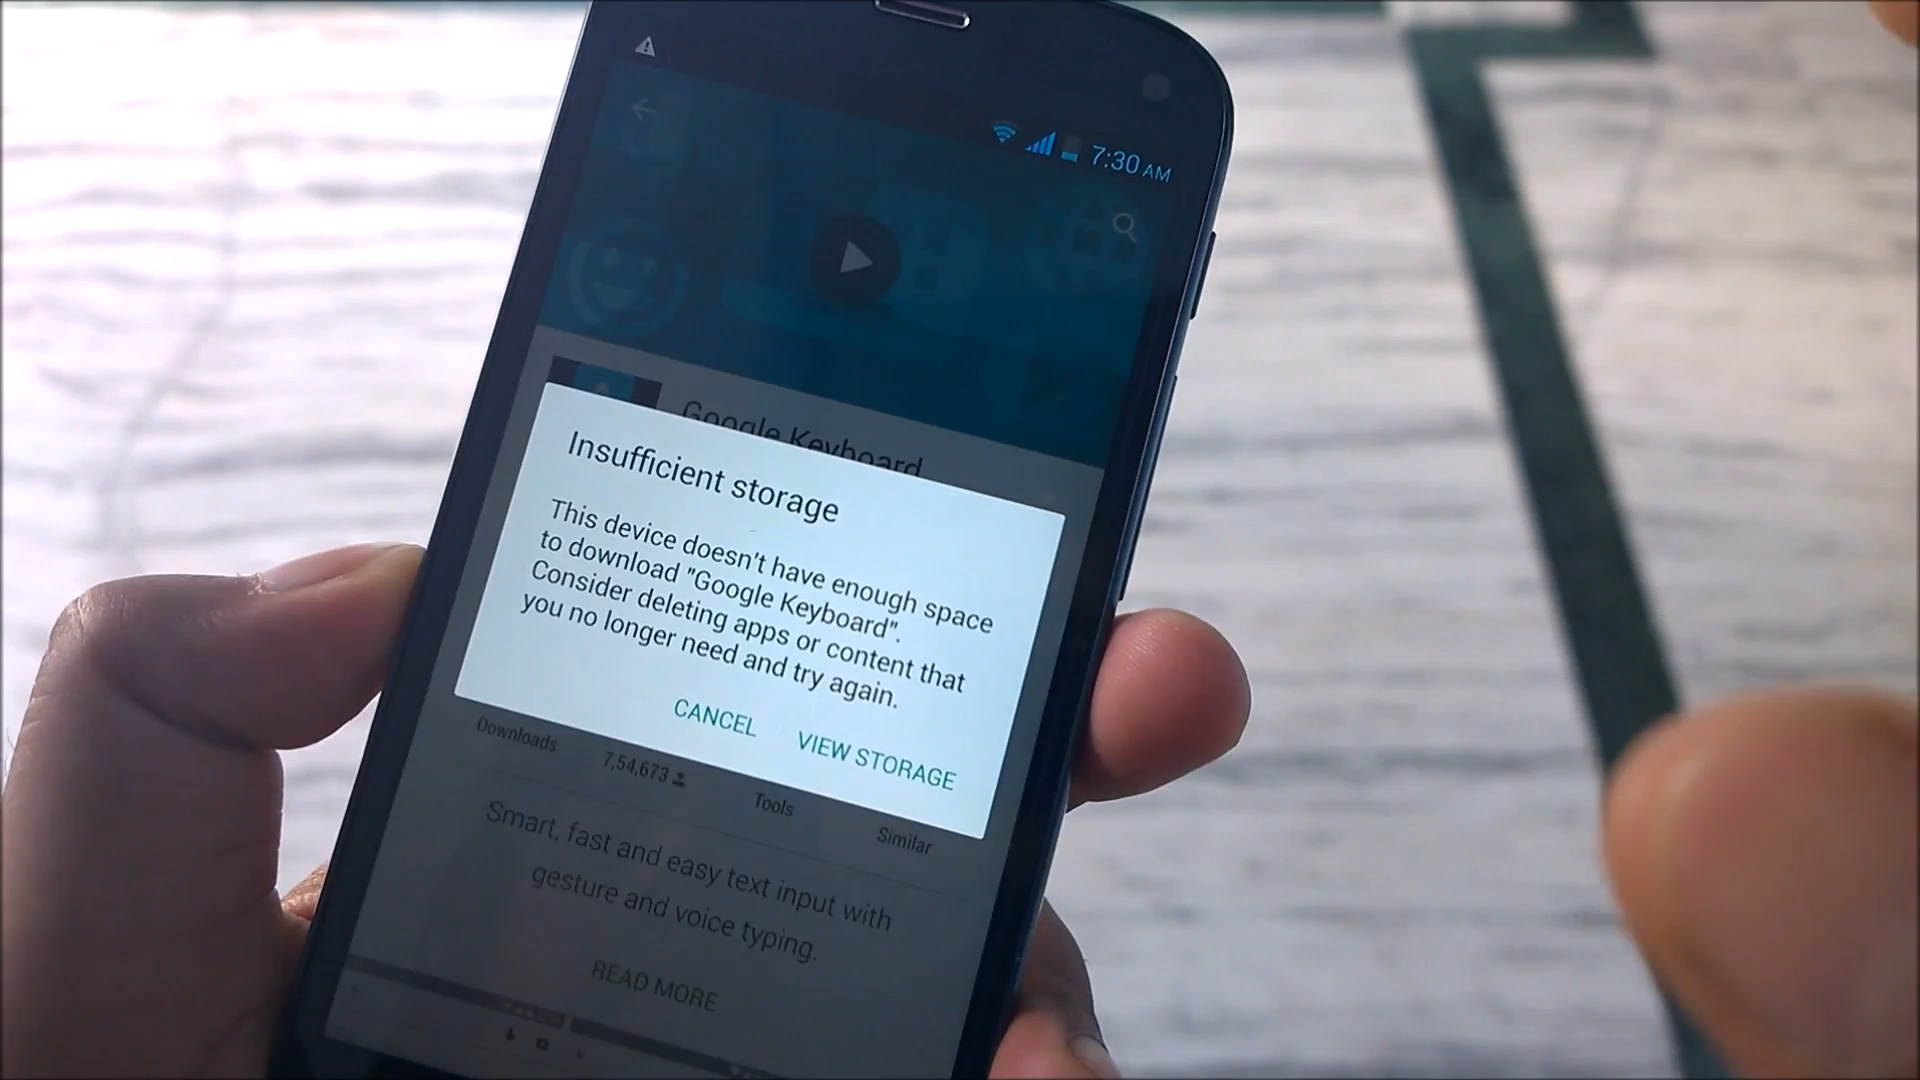 7:30 AM
Google Keyboard
Insufficient storage
This device doesn't have enough space
to download "Google Keyboard".
Consider deleting apps or content that
you no longer need and try again.
CANCEL
VIEW STORAGE
Downloads
7,54,673
Tools
Similar
Smart, fast and easy text input with
gesture and voice typing.
READ MORE